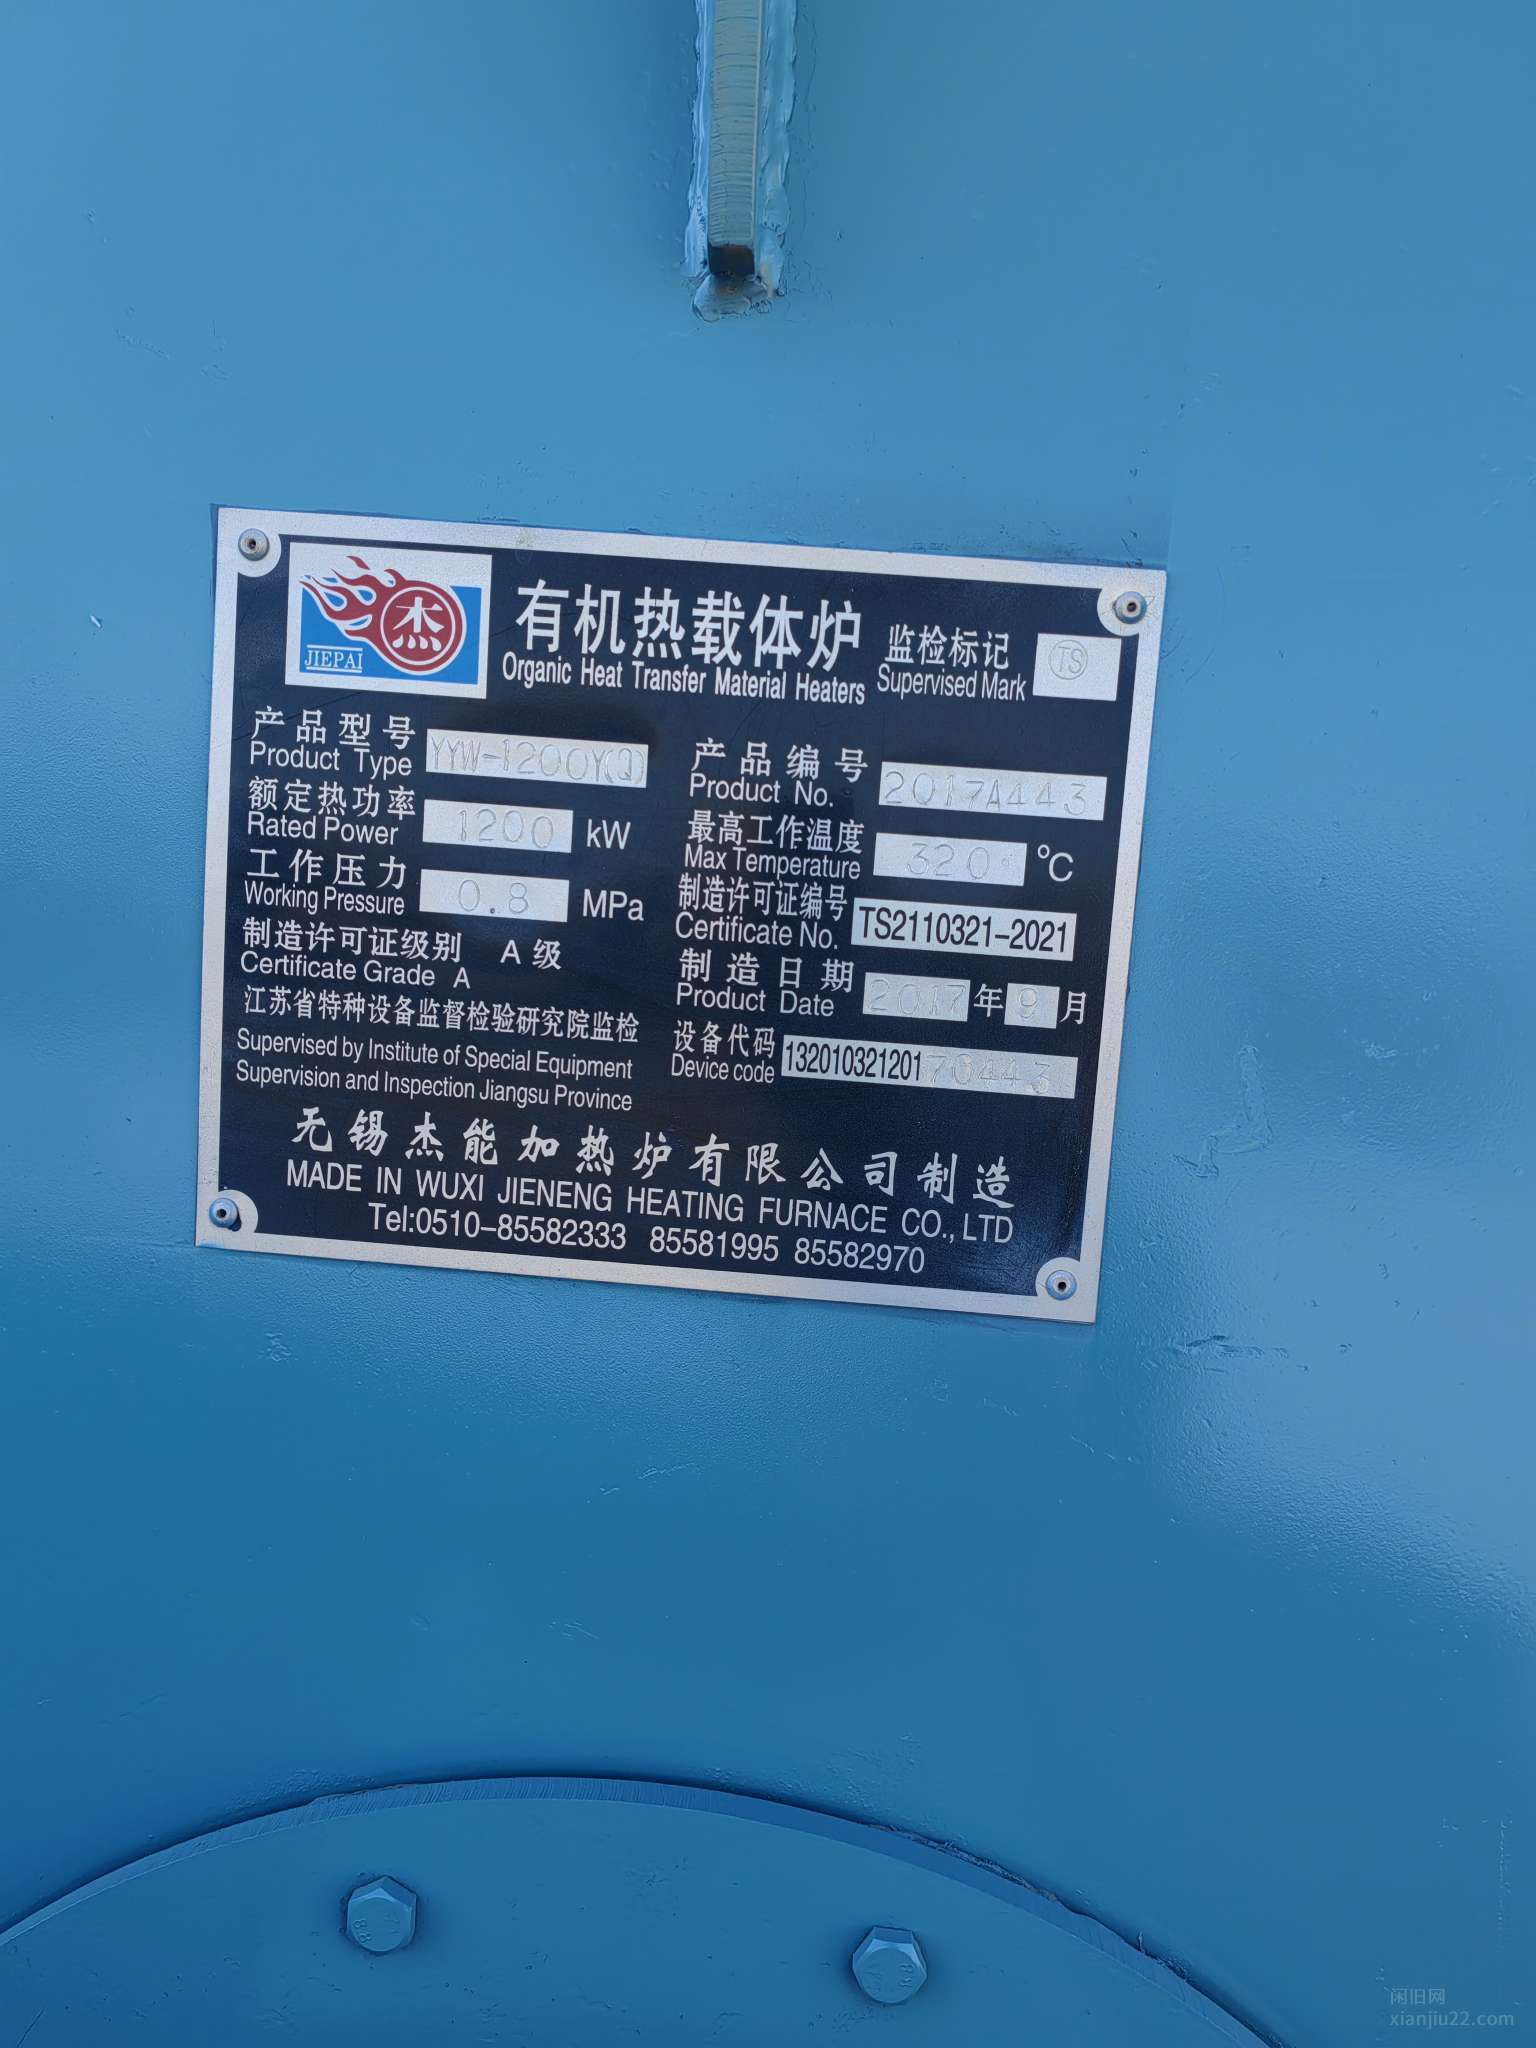 杰
JIEPAI
有机热载体炉 监检标记 TS
Organic Heat Transfer Material Heaters Supervised Mark
产品型号 YYW-1200Y(Q) 产品编号 2017A443
Product Type Product No.
额定热功率 1200 kW 最高工作温度 320 °C
Rated Power Max Temperature
工作压力 0.8 MPa 制造许可证编号 TS2110321-2021
Working Pressure Certificate No.
制造许可证级别 A级 制造日期 2017年9月
Certificate Grade A Product Date
江苏省特种设备监督检验研究院监检 设备代码 13201032120170443
Supervised by Institute of Special Equipment Device code
Supervision and Inspection Jiangsu Province
无锡杰能加热炉有限公司制造
MADE IN WUXI JIENENG HEATING FURNACE CO., LTD
Tel:0510-85582333 85581995 85582970
8.8
8.8
闲旧网
xianjiu22.com